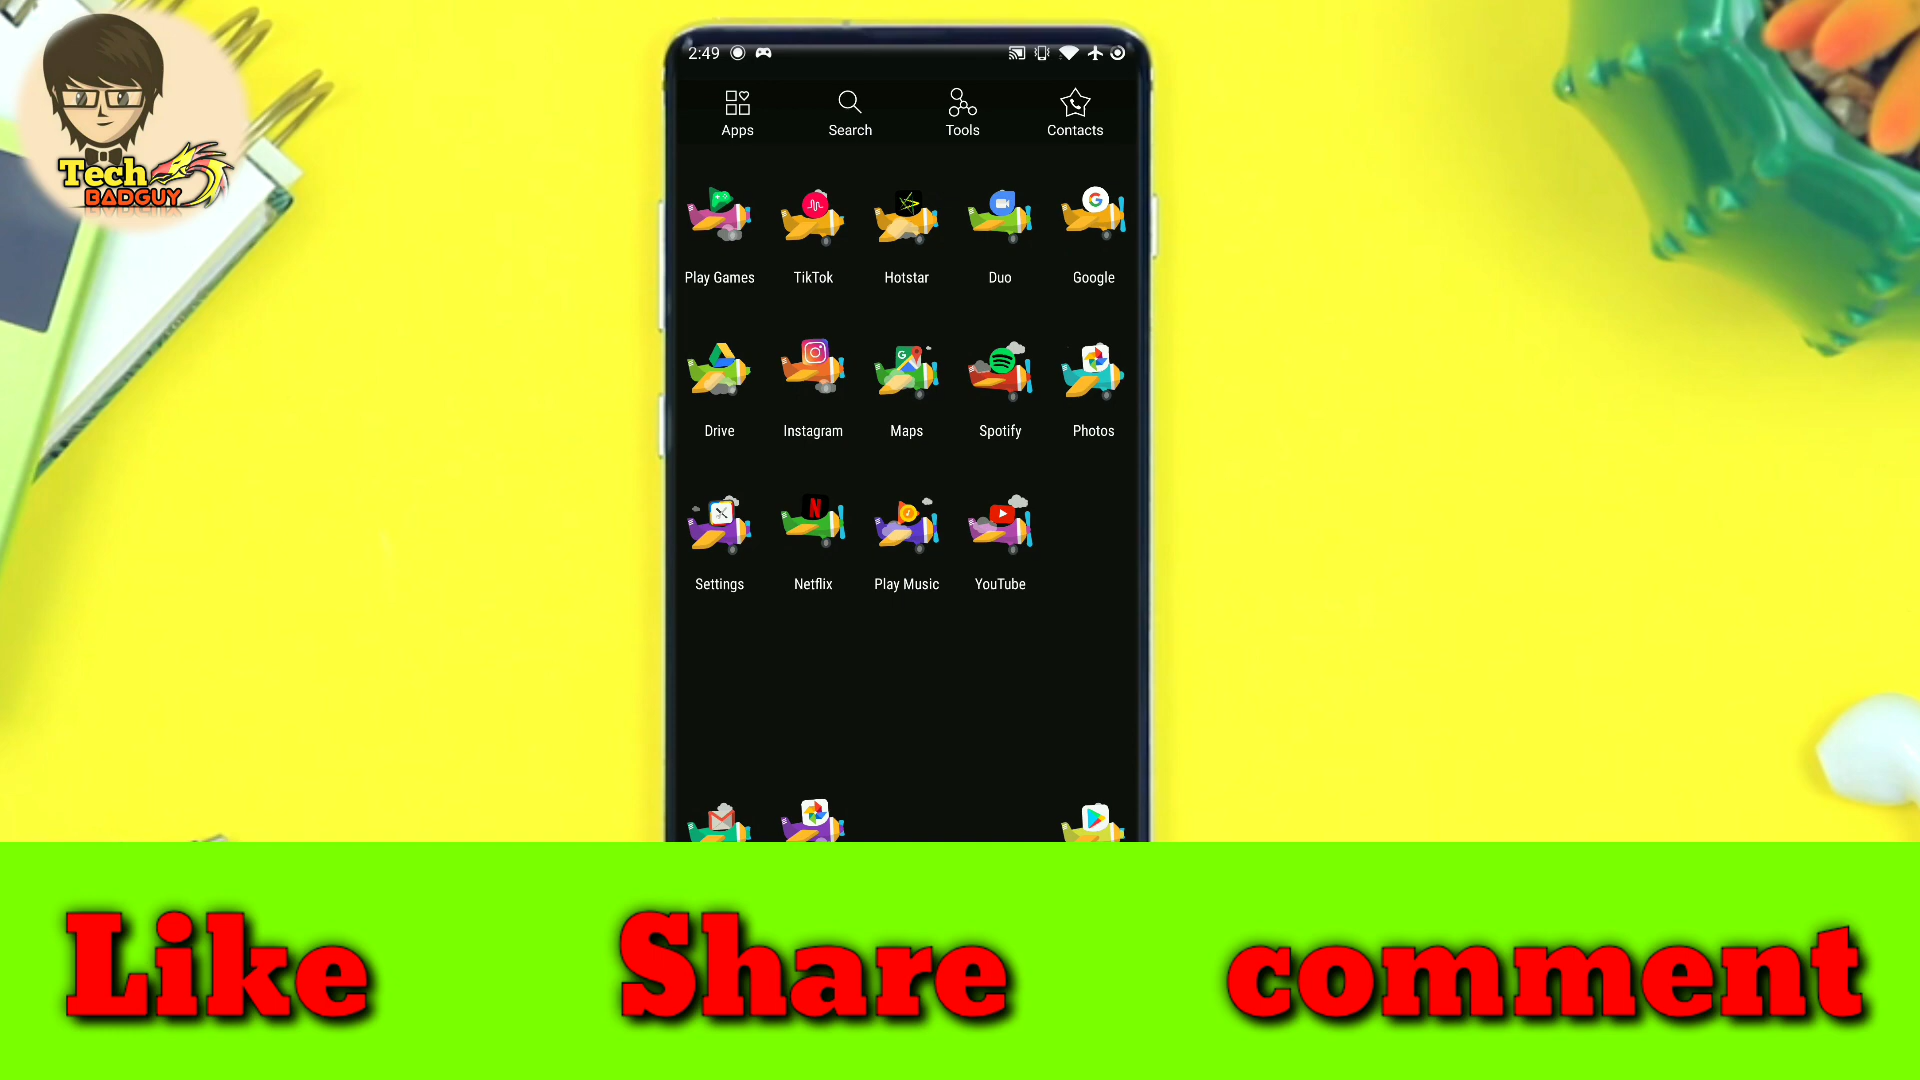 Tech
BADGUY
2:49
Apps Search Tools Contacts
Play Games TikTok Hotstar Duo Google
Drive Instagram Maps Spotify Photos
Settings Netflix Play Music YouTube
Like Share comment